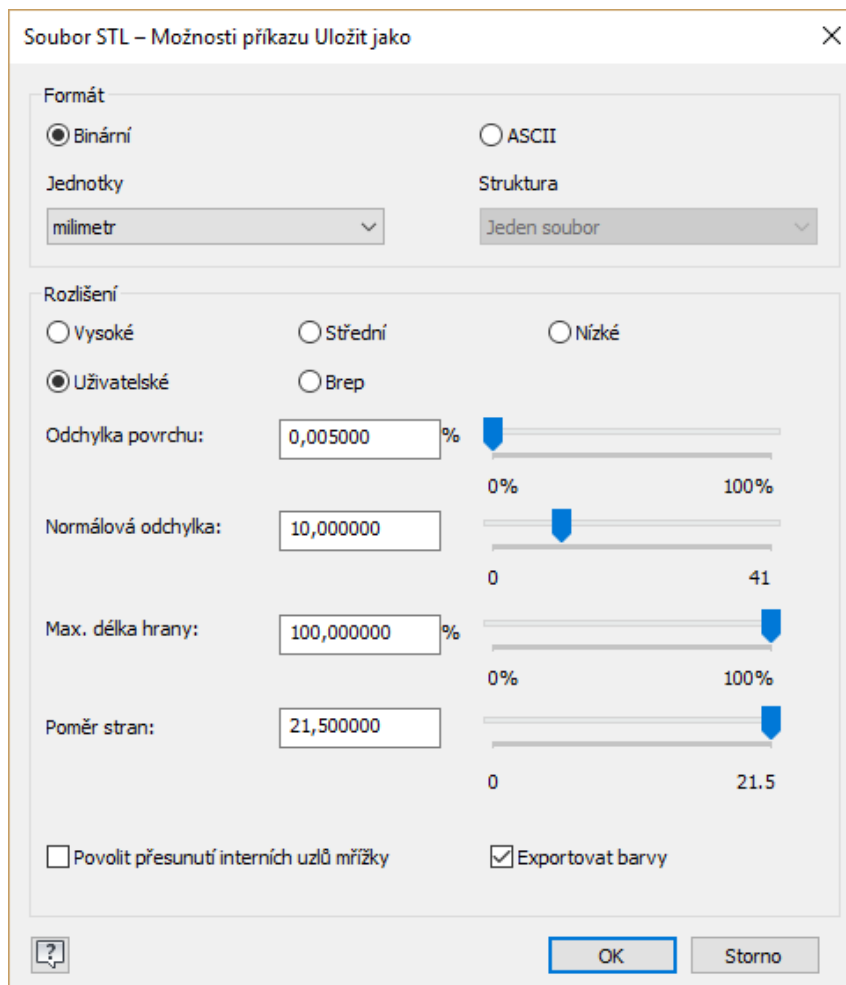 Soubor STL – Možnosti příkazu Uložit jako
Formát
Binární ASCII
Jednotky Struktura
milimetr Jeden soubor
Rozlišení
Vysoké Střední Nízké
Uživatelské Brep
Odchylka povrchu: 0,005000 %
0% 100%
Normálová odchylka: 10,000000
0 41
Max. délka hrany: 100,000000 %
0% 100%
Poměr stran: 21,500000
0 21.5
Povolit přesunutí interních uzlů mřížky Exportovat barvy
? OK Storno